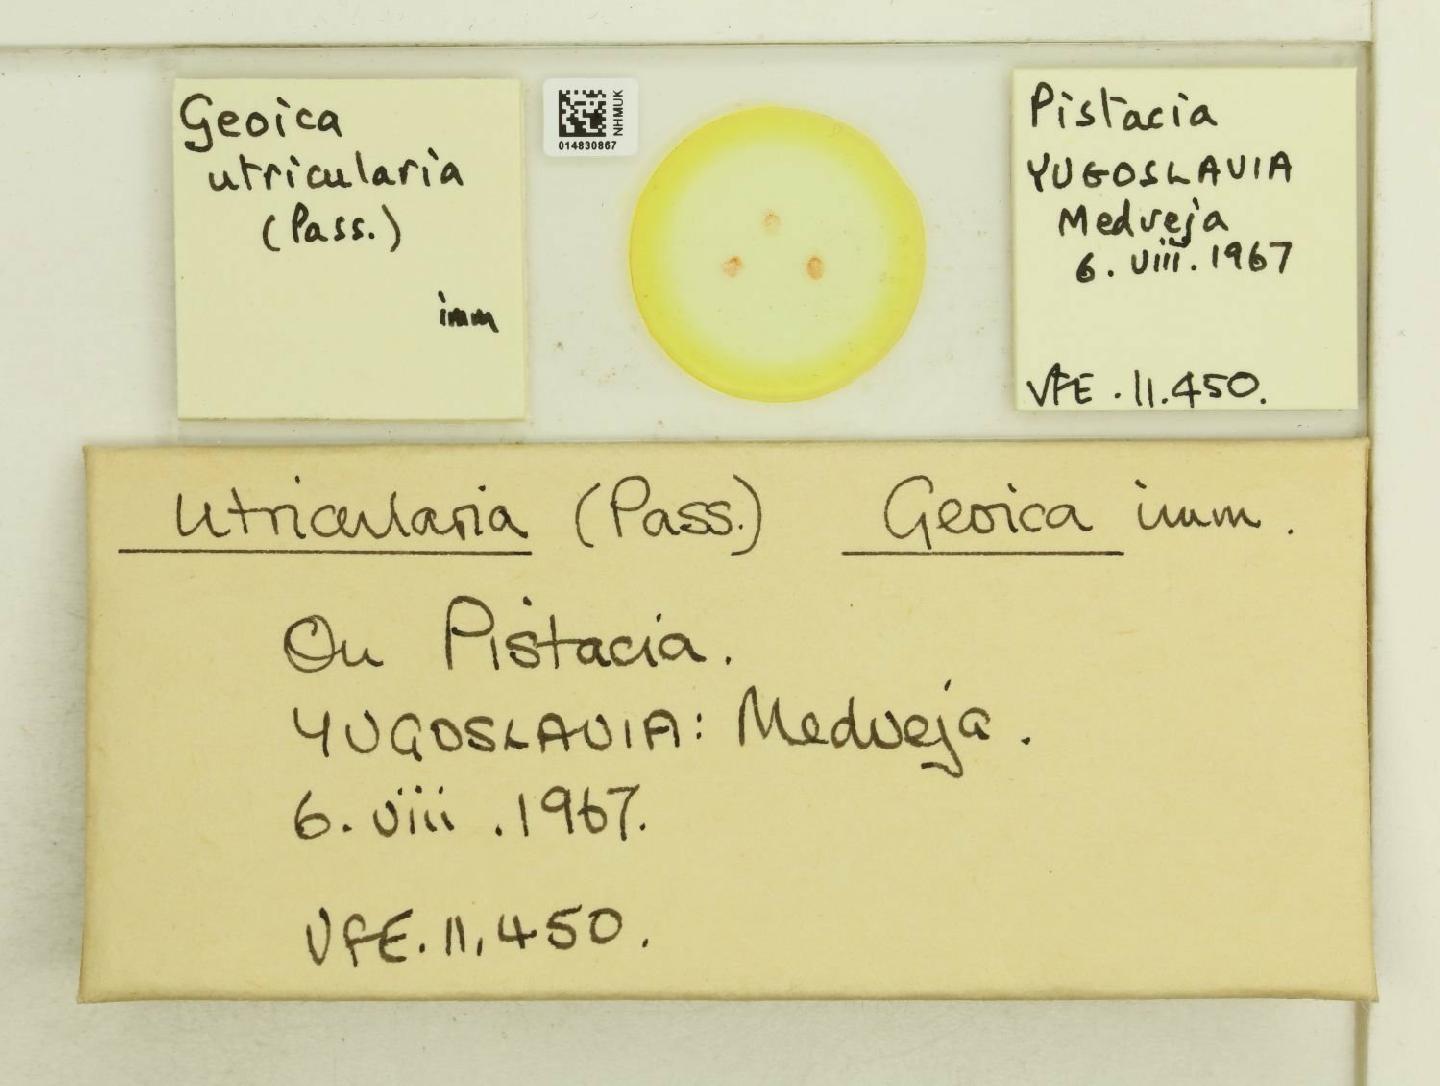 Geoica
utricularia
(Pass.)
imm
NHMUK
014830867
Pistacia
YUGOSLAVIA
Medveja
6. viii. 1967
VFE. 11.450.
utricularia (Pass.) Geoica imm.
On Pistacia.
YUGOSLAVIA: Medveja.
6. viii. 1967.
VFE. 11.450.